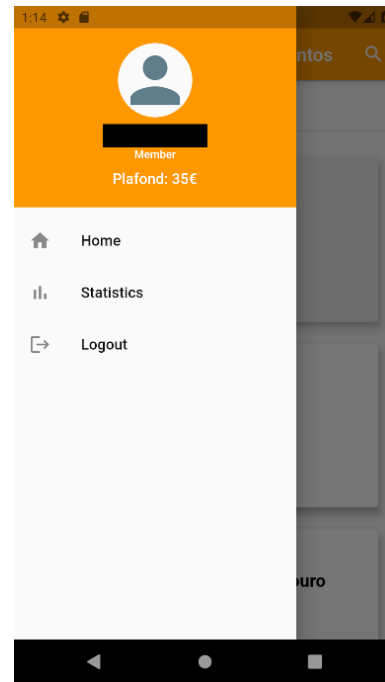 1:14
ntos
Member
Plafond: 35€
Home
Statistics
Logout
ouro